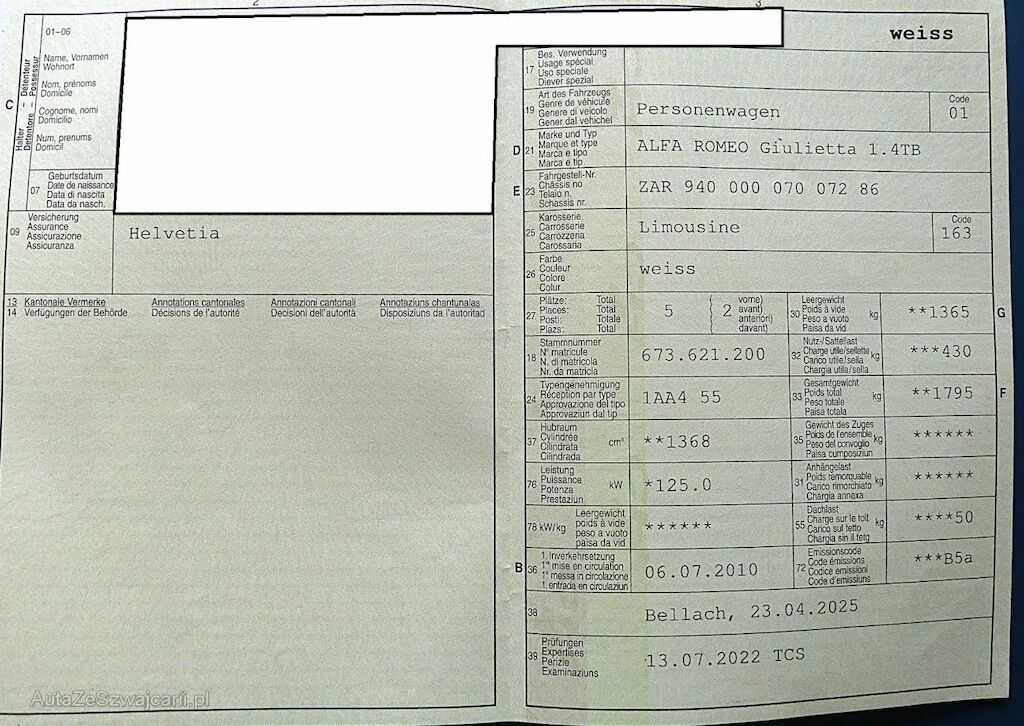 2
3
01–06
C
Halter – Détenteur
Detentore – Possessur
Name, Vornamen
Wohnort
Nom, prénoms
Domicile
Cognome, nomi
Domicilio
Num, prenums
Domicil
07
Geburtsdatum
Date de naissance
Data di nascita
Data da nasch.
09
Versicherung
Assurance
Assicurazione
Assicuranza
Helvetia
13 Kantonale Vermerke Annotations cantonales Annotazioni cantonali Annotaziuns chantunalas
14 Verfügungen der Behörde Décisions de l'autorité Decisioni dell'autorità Disposiziuns da l'autoritad
weiss
17
Bes. Verwendung
Usage spécial
Uso speciale
Diever spezial
19
Art des Fahrzeugs
Genre de véhicule
Genere di veicolo
Gener dal vehichel
Personenwagen
Code
01
D 21
Marke und Typ
Marque et type
Marca e tipo
Marca e tip
ALFA ROMEO Giulietta 1.4TB
E 23
Fahrgestell-Nr.
Châssis no
Telaio n.
Schassis nr.
ZAR 940 000 070 072 86
25
Karosserie
Carrosserie
Carrozzeria
Carossaria
Limousine
Code
163
26
Farbe
Couleur
Colore
Colur
weiss
27
Plätze: Total
Places: Total
Posti: Totale
Plazs: Total
5
( 2 vorne)
avant)
anteriori)
davant)
30
Leergewicht
Poids à vide
Peso a vuoto
Paisa da vid
kg
**1365
G
18
Stammnummer
N° matricule
N. di matricola
Nr. da matricla
673.621.200
32
Nutz-/Sattellast
Charge utile/sellette
Carico utile/sella
Chargia utila/sella
kg
***430
24
Typengenehmigung
Réception par type
Approvazione del tipo
Approvaziun dal tip
1AA4 55
33
Gesamtgewicht
Poids total
Peso totale
Paisa totala
kg
**1795
F
37
Hubraum
Cylindrée
Cilindrata
Cilindrada
cm³
**1368
35
Gewicht des Zuges
Poids de l'ensemble
Peso del convoglio
Paisa cumposiziun
kg
******
76
Leistung
Puissance
Potenza
Prestaziun
kW
*125.0
31
Anhängelast
Poids remorquable
Carico rimorchiato
Chargia annexa
kg
******
78 kW/kg
Leergewicht
poids à vide
peso a vuoto
paisa da vid
******
55
Dachlast
Charge sur le toit
Carico sul tetto
Chargia sin il tetg
kg
****50
B 36
1. Inverkehrsetzung
1re mise en circulation
1a messa in circolazione
1. entrada en circulaziun
06.07.2010
72
Emissionscode
Code émissions
Codice emissioni
Code d'emissiuns
***B5a
38
Bellach, 23.04.2025
39
Prüfungen
Expertises
Perizie
Examinaziuns
13.07.2022 TCS
AutaZeSzwajcarii.pl